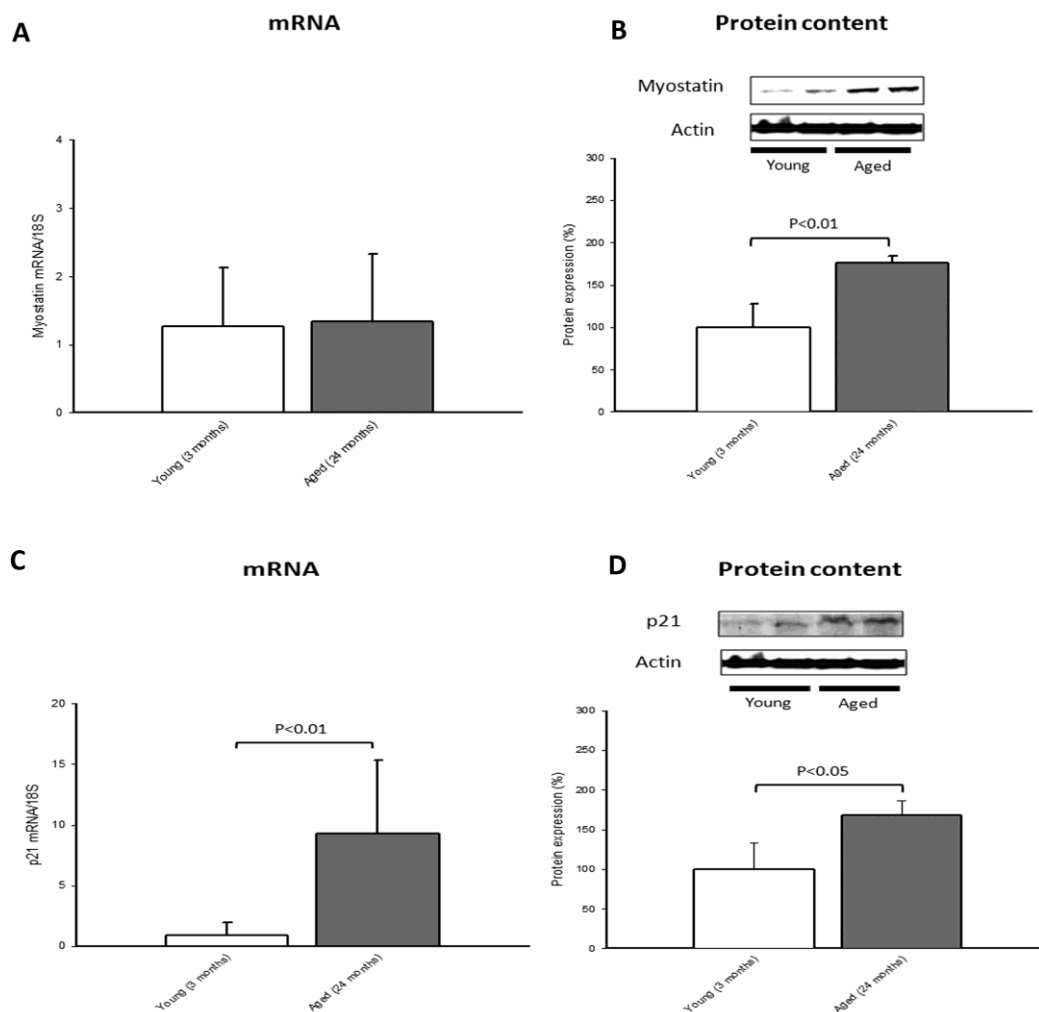 A
mRNA
4
3
2
1
0
Myostatin mRNA/18S
Young (3 months)
Aged (24 months)
B
Protein content
Myostatin
Actin
Young
Aged
300
250
200
150
100
50
0
Protein expression (%)
P<0.01
Young (3 months)
Aged (24 months)
C
mRNA
20
15
10
5
0
p21 mRNA/18S
P<0.01
Young (3 months)
Aged (24 months)
D
Protein content
p21
Actin
Young
Aged
300
250
200
150
100
50
0
Protein expression (%)
P<0.05
Young (3 months)
Aged (24 months)